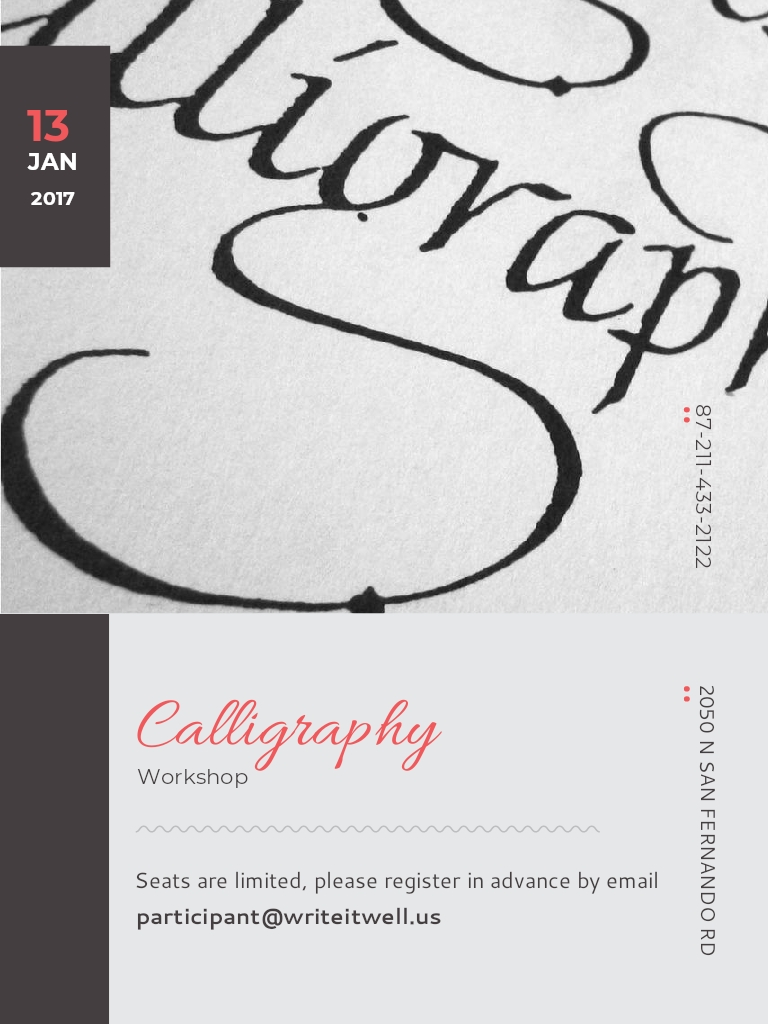 13
JAN
2017
lligraph
87-211-433-2122
Calligraphy
Workshop
Seats are limited, please register in advance by email
participant@writeitwell.us
2050 N SAN FERNANDO RD